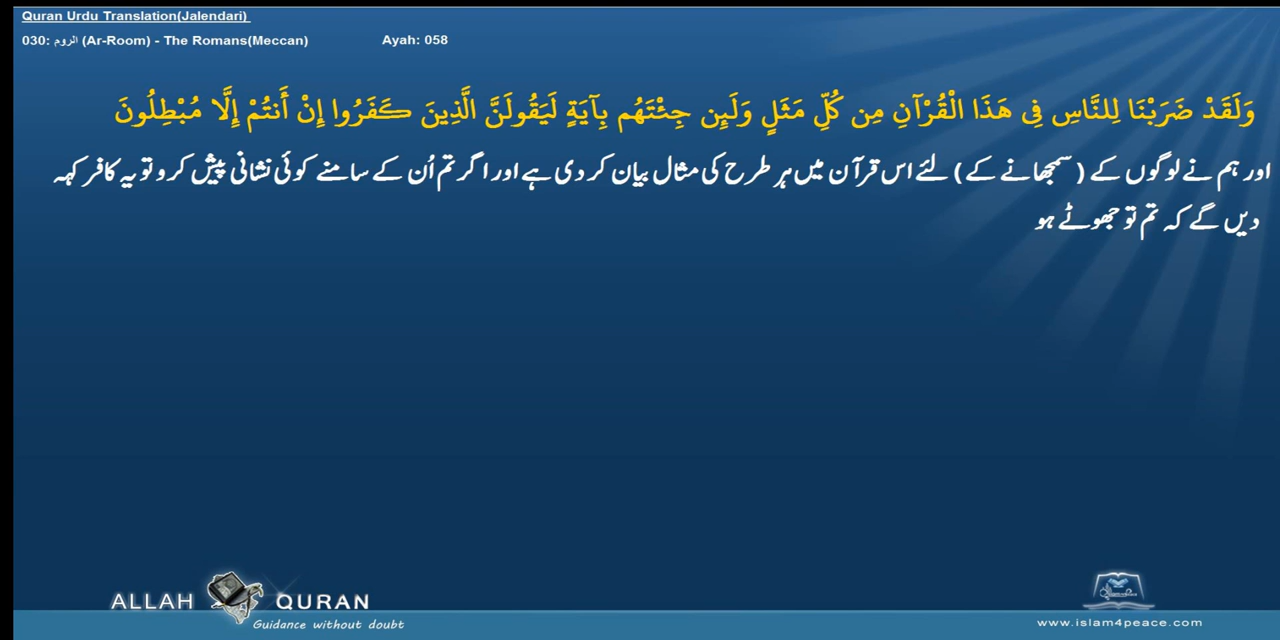 Quran Urdu Translation(Jalendari)
030: الروم (Ar-Room) - The Romans(Meccan) Ayah: 058
وَلَقَدْ ضَرَبْنَا لِلنَّاسِ فِي هَذَا الْقُرْآنِ مِن كُلِّ مَثَلٍ وَلَئِن جِئْتَهُم بِآيَةٍ لَيَقُولَنَّ الَّذِينَ كَفَرُوا إِنْ أَنتُمْ إِلَّا مُبْطِلُونَ
اور ہم نے لوگوں کے (سمجھانے کے) لئے اس قرآن میں ہر طرح کی مثال بیان کر دی ہے اور اگر تم اُن کے سامنے کوئی نشانی پیش کرو تو یہ کافر کہہ
دیں گے کہ تم تو جھوٹے ہو
ALLAH QURAN
Guidance without doubt
www.islam4peace.com